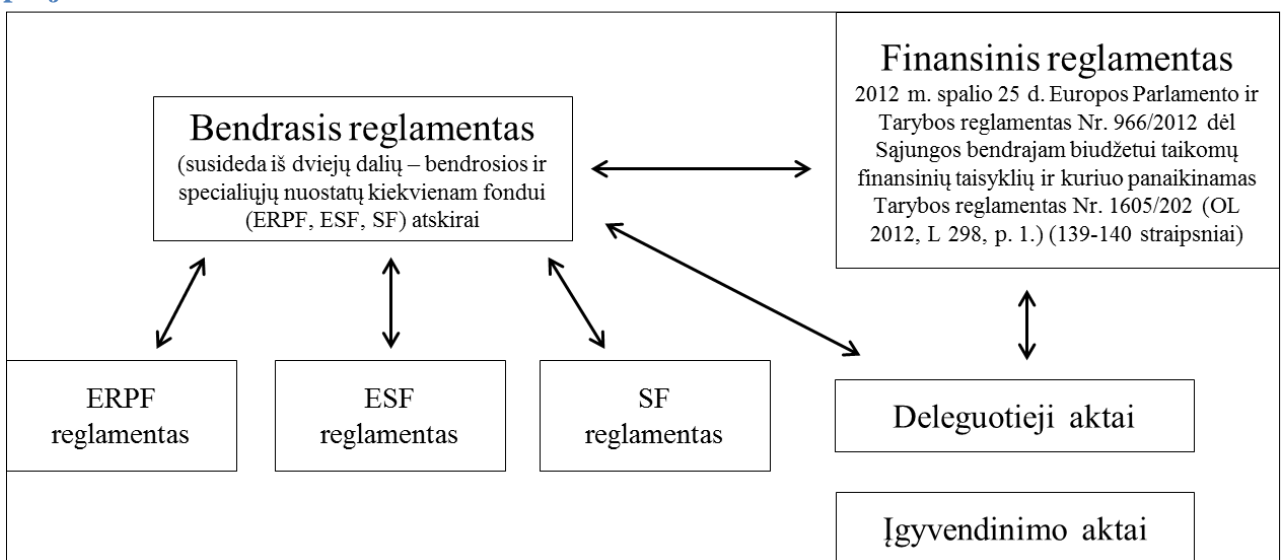 Bendrasis reglamentas
(susideda iš dviejų dalių – bendrosios ir
specialiųjų nuostatų kiekvienam fondui
(ERPF, ESF, SF) atskirai
Finansinis reglamentas
2012 m. spalio 25 d. Europos Parlamento ir
Tarybos reglamentas Nr. 966/2012 dėl
Sąjungos bendrajam biudžetui taikomų
finansinių taisyklių ir kuriuo panaikinamas
Tarybos reglamentas Nr. 1605/202 (OL
2012, L 298, p. 1.) (139-140 straipsniai)
ERPF
reglamentas
ESF
reglamentas
SF
reglamentas
Deleguotieji aktai
Įgyvendinimo aktai